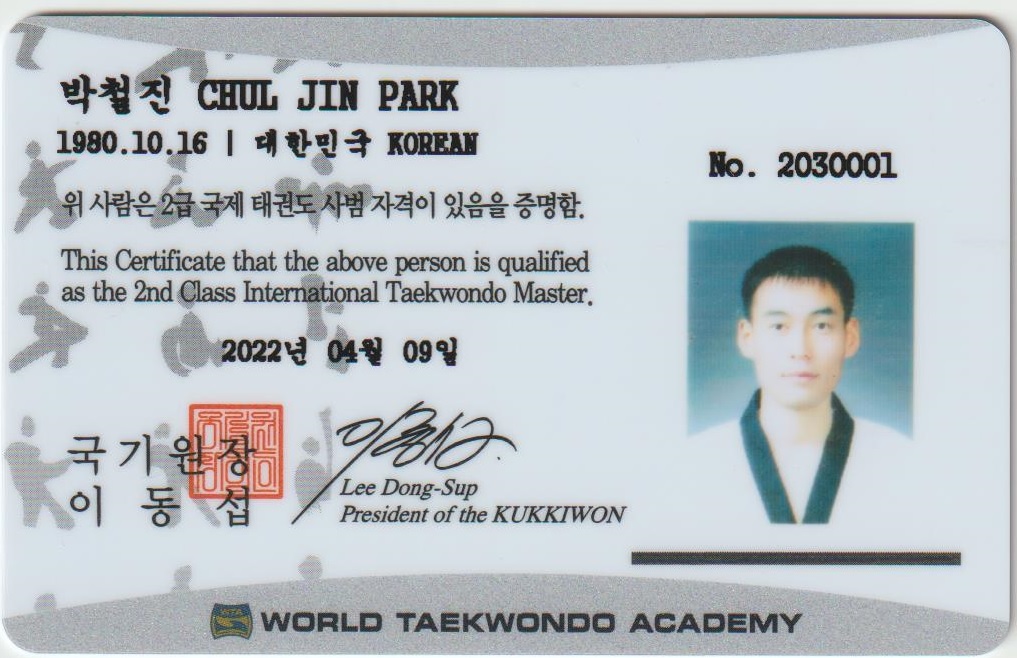 박철진 CHUL JIN PARK
1980.10.16 | 대한민국 KOREAN
No. 2030001
위 사람은 2급 국제 태권도 사범 자격이 있음을 증명함.
This Certificate that the above person is qualified
as the 2nd Class International Taekwondo Master.
2022년 04월 09일
국기원장
이동섭
Lee Dong-Sup
President of the KUKKIWON
WTA
WORLD TAEKWONDO ACADEMY